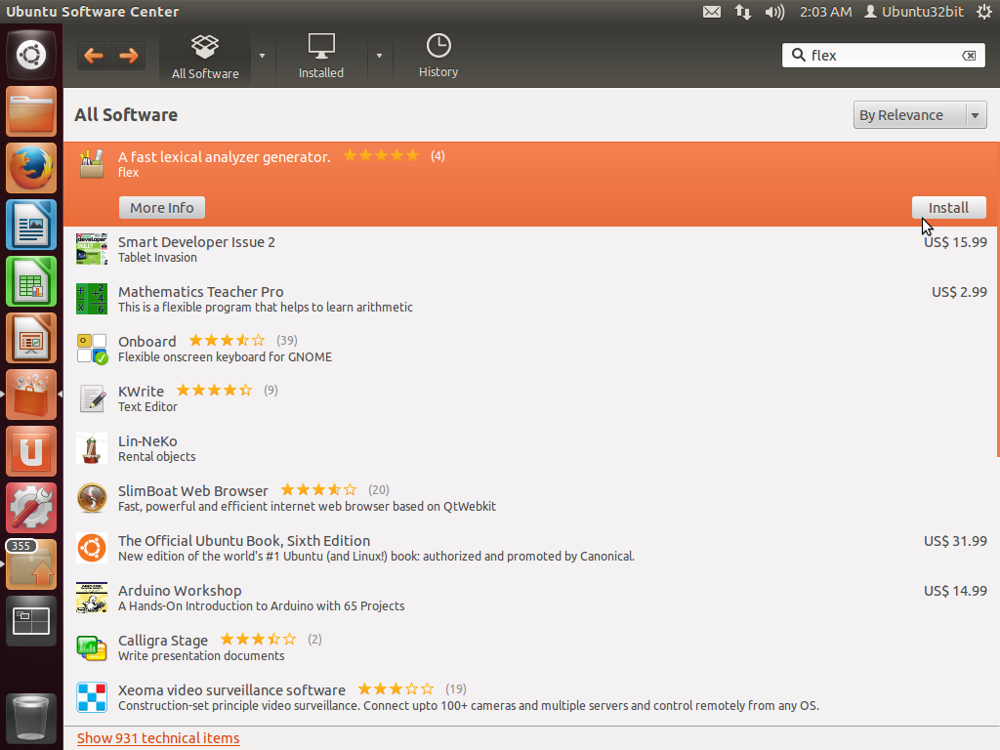 Ubuntu Software Center
2:03 AM Ubuntu32bit
All Software
Installed
History
flex
All Software
By Relevance
A fast lexical analyzer generator. (4)
flex
More Info
Install
Smart Developer Issue 2
US$ 15.99
Tablet Invasion
Mathematics Teacher Pro
US$ 2.99
This is a flexible program that helps to learn arithmetic
Onboard (39)
Flexible onscreen keyboard for GNOME
KWrite (9)
Text Editor
Lin-NeKo
Rental objects
SlimBoat Web Browser (20)
Fast, powerful and efficient internet web browser based on QtWebkit
The Official Ubuntu Book, Sixth Edition
US$ 31.99
New edition of the world's #1 Ubuntu (and Linux!) book: authorized and promoted by Canonical.
355
Arduino Workshop
US$ 14.99
A Hands-On Introduction to Arduino with 65 Projects
Calligra Stage (2)
Write presentation documents
Xeoma video surveillance software (19)
Construction-set principle video surveillance. Connect upto 100+ cameras and multiple servers and control remotely from any OS.
Show 931 technical items